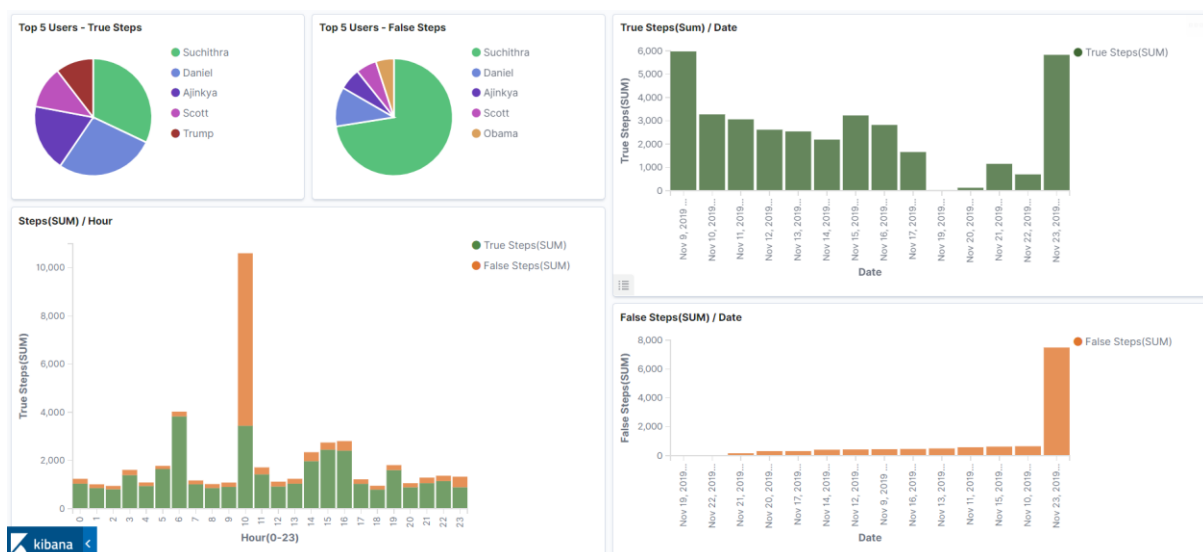 Top 5 Users - True Steps
Suchithra
Daniel
Ajinkya
Scott
Trump
Top 5 Users - False Steps
Suchithra
Daniel
Ajinkya
Scott
Obama
True Steps(Sum) / Date
True Steps(SUM)
6,000
5,000
4,000
3,000
2,000
1,000
0
True Steps(SUM)
Nov 9, 2019 ...
Nov 10, 2019...
Nov 11, 2019...
Nov 12, 2019...
Nov 13, 2019...
Nov 14, 2019...
Nov 15, 2019...
Nov 16, 2019...
Nov 17, 2019...
Nov 19, 2019...
Nov 20, 2019...
Nov 21, 2019...
Nov 22, 2019...
Nov 23, 2019...
Date
Steps(SUM) / Hour
True Steps(SUM)
False Steps(SUM)
10,000
8,000
6,000
4,000
2,000
0
True Steps(SUM)
0 1 2 3 4 5 6 7 8 9 10 11 12 13 14 15 16 17 18 19 20 21 22 23
Hour(0-23)
False Steps(SUM) / Date
False Steps(SUM)
8,000
6,000
4,000
2,000
0
False Steps(SUM)
Nov 19, 2019...
Nov 22, 2019...
Nov 21, 2019...
Nov 20, 2019...
Nov 17, 2019...
Nov 14, 2019...
Nov 12, 2019...
Nov 9, 2019 ...
Nov 16, 2019...
Nov 13, 2019...
Nov 11, 2019...
Nov 15, 2019...
Nov 10, 2019...
Nov 23, 2019...
Date
kibana